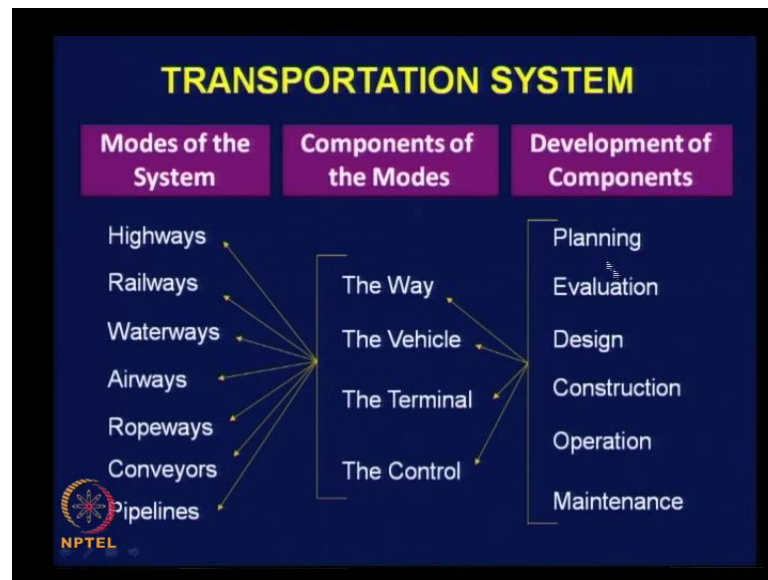 TRANSPORTATION SYSTEM
Modes of the
System
Components of
the Modes
Development of
Components
Highways
Railways
Waterways
Airways
Ropeways
Conveyors
Pipelines
The Way
The Vehicle
The Terminal
The Control
Planning
Evaluation
Design
Construction
Operation
Maintenance
NPTEL